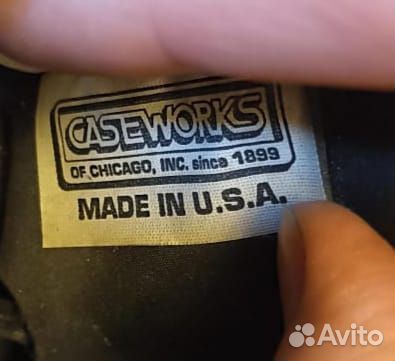 CASEWORKS
OF CHICAGO, INC. since 1899
MADE IN U.S.A.
Avito